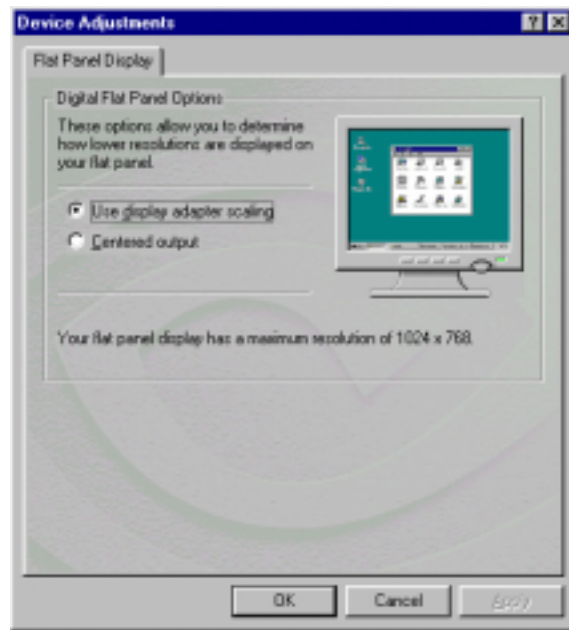 Device Adjustments
Flat Panel Display
Digital Flat Panel Options
These options allow you to determine
how lower resolutions are displayed on
your flat panel.
Use display adapter scaling
Centered output
Your flat panel display has a maximum resolution of 1024 x 768.
OK
Cancel
Apply